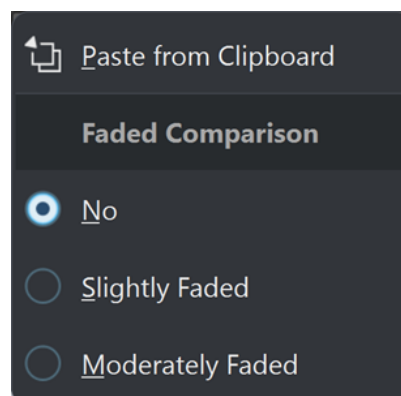 Paste from Clipboard
Faded Comparison
No
Slightly Faded
Moderately Faded